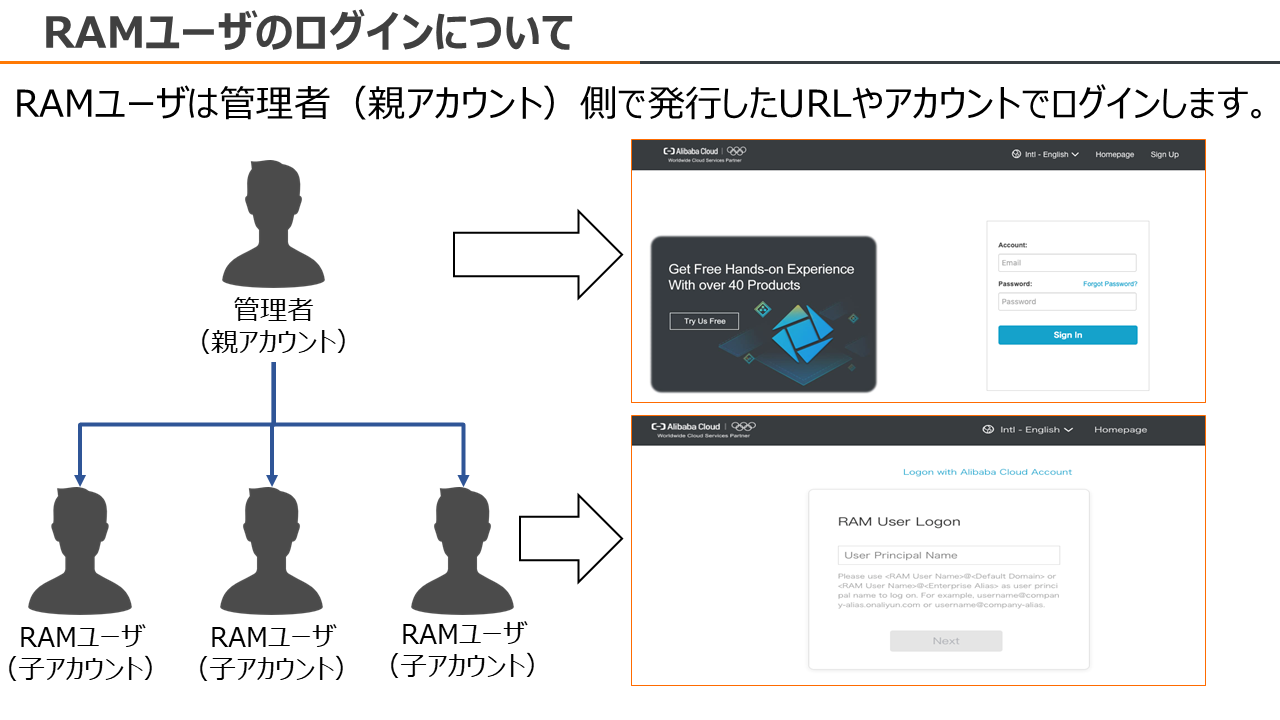 RAMユーザのログインについて
RAMユーザは管理者（親アカウント）側で発行したURLやアカウントでログインします。
管理者
（親アカウント）
RAMユーザ
（子アカウント）
RAMユーザ
（子アカウント）
RAMユーザ
（子アカウント）
Alibaba Cloud
Worldwide Cloud Services Partner
Intl - English
Homepage
Sign Up
Get Free Hands-on Experience
With over 40 Products
Try Us Free
Account:
Email
Password:
Forgot Password?
Password
Sign In
Alibaba Cloud
Worldwide Cloud Services Partner
Intl - English
Homepage
Logon with Alibaba Cloud Account
RAM User Logon
User Principal Name
Please use <RAM User Name>@<Default Domain> or
<RAM User Name>@<Enterprise Alias> as user princi
pal name to log on. For example, username@compan
y-alias.onaliyun.com or username@company-alias.
Next